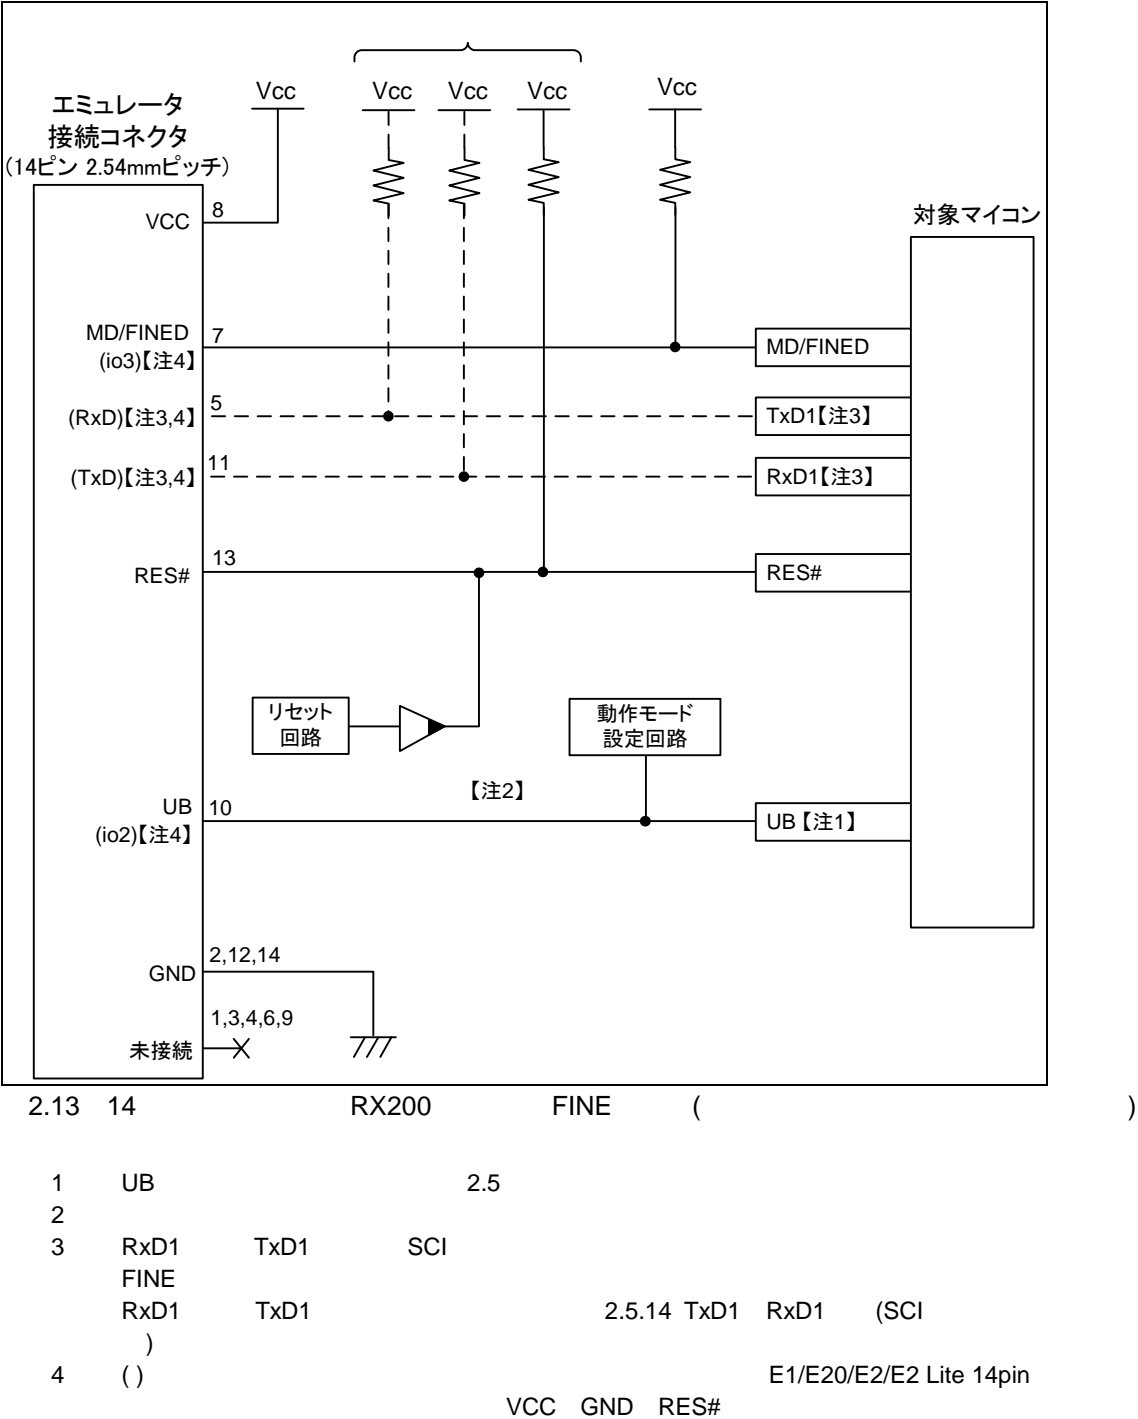 Vcc Vcc Vcc Vcc Vcc
エミュレータ
接続コネクタ
(14ピン 2.54mmピッチ)
対象マイコン
VCC 8
MD/FINED 7 MD/FINED
(io3)【注4】
(RxD)【注3,4】 5 TxD1【注3】
(TxD)【注3,4】 11 RxD1【注3】
RES# 13 RES#
リセット
回路
動作モード
設定回路
【注2】
UB 10 UB【注1】
(io2)【注4】
GND 2,12,14
未接続 1,3,4,6,9
2.13 14 RX200 FINE ( )
1 UB 2.5
2
3 RxD1 TxD1 SCI
FINE
RxD1 TxD1 2.5.14 TxD1 RxD1 (SCI
)
4 ( ) E1/E20/E2/E2 Lite 14pin
VCC GND RES#